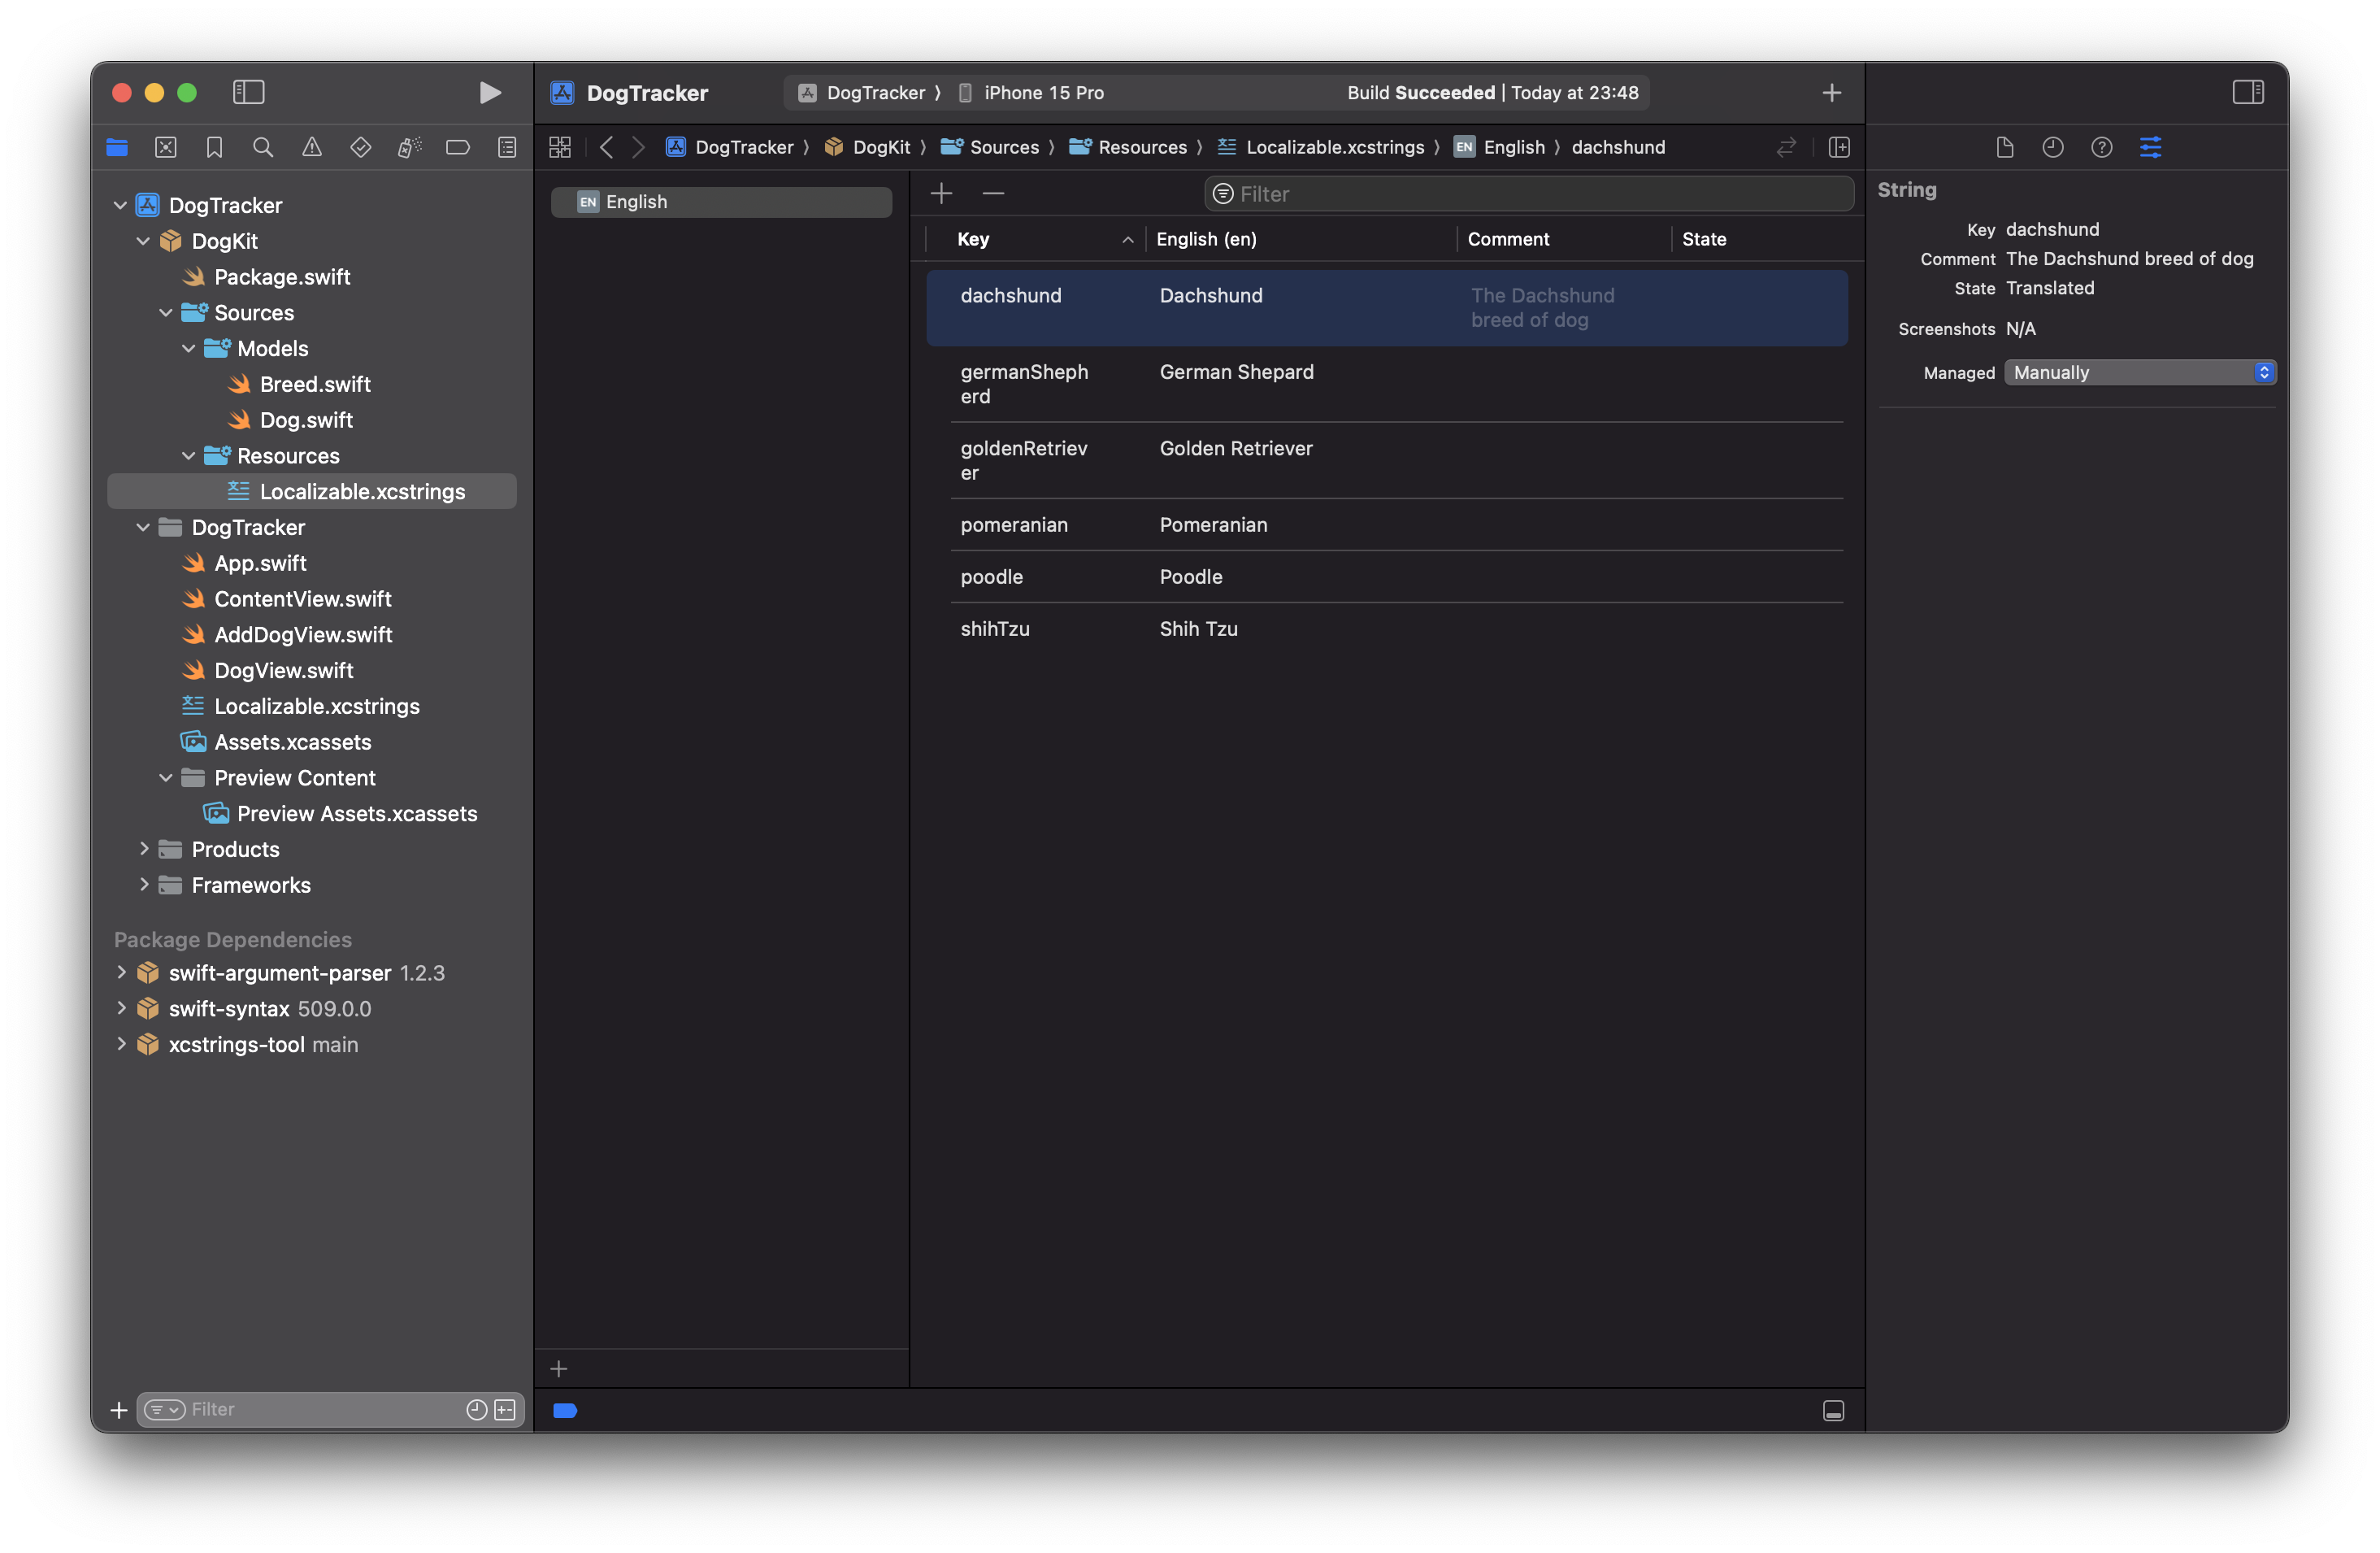 DogTracker
DogTracker
iPhone 15 Pro
Build Succeeded | Today at 23:48
DogTracker
DogKit
Sources
Resources
Localizable.xcstrings
EN English
dachshund
DogTracker
DogKit
Package.swift
Sources
Models
Breed.swift
Dog.swift
Resources
Localizable.xcstrings
DogTracker
App.swift
ContentView.swift
AddDogView.swift
DogView.swift
Localizable.xcstrings
Assets.xcassets
Preview Content
Preview Assets.xcassets
Products
Frameworks
Package Dependencies
swift-argument-parser 1.2.3
swift-syntax 509.0.0
xcstrings-tool main
Filter
EN English
Filter
Key
English (en)
Comment
State
dachshund
Dachshund
The Dachshund
breed of dog
germanSheph
erd
German Shepard
goldenRetriev
er
Golden Retriever
pomeranian
Pomeranian
poodle
Poodle
shihTzu
Shih Tzu
String
Key dachshund
Comment The Dachshund breed of dog
State Translated
Screenshots N/A
Managed Manually